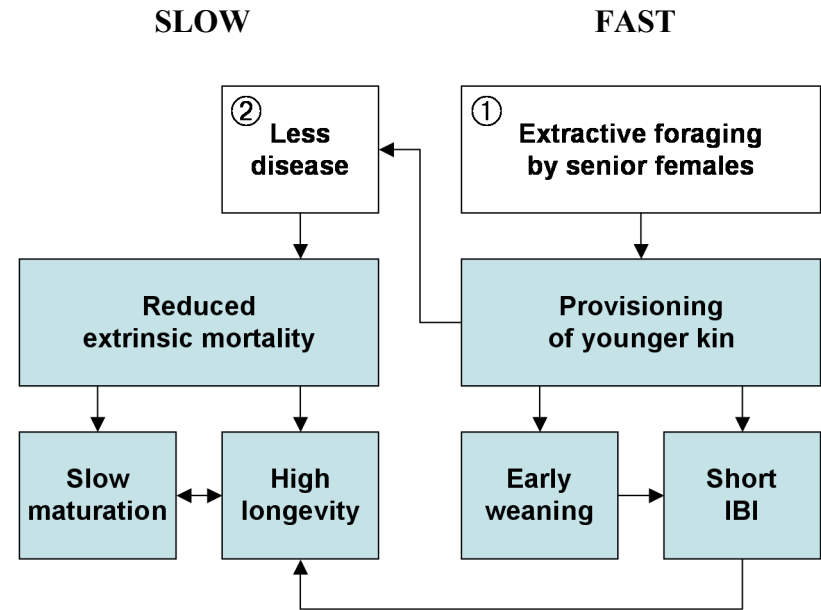 SLOW
FAST
②
Less
disease
①
Extractive foraging
by senior females
Reduced
extrinsic mortality
Provisioning
of younger kin
Slow
maturation
High
longevity
Early
weaning
Short
IBI